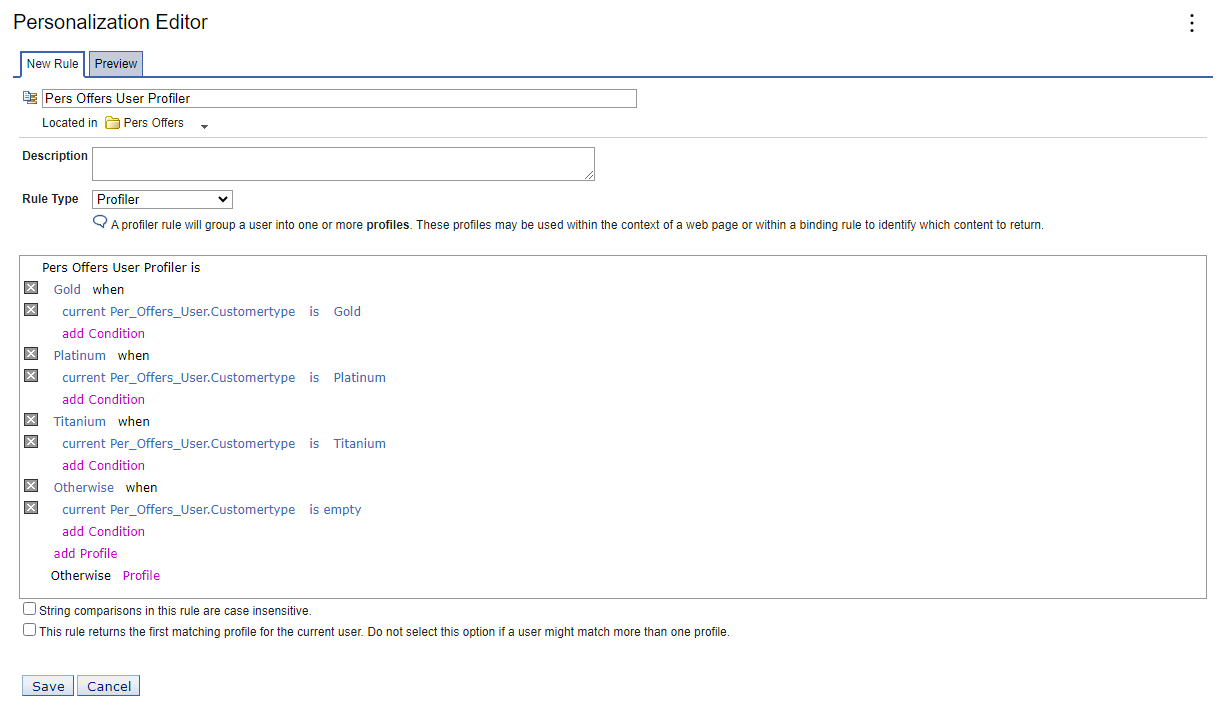 Personalization Editor
New Rule Preview
Pers Offers User Profiler
Located in Pers Offers
Description
Rule Type Profiler
A profiler rule will group a user into one or more profiles. These profiles may be used within the context of a web page or within a binding rule to identify which content to return.
Pers Offers User Profiler is
Gold when
current Per_Offers_User.Customertype is Gold
add Condition
Platinum when
current Per_Offers_User.Customertype is Platinum
add Condition
Titanium when
current Per_Offers_User.Customertype is Titanium
add Condition
Otherwise when
current Per_Offers_User.Customertype is empty
add Condition
add Profile
Otherwise Profile
String comparisons in this rule are case insensitive.
This rule returns the first matching profile for the current user. Do not select this option if a user might match more than one profile.
Save Cancel